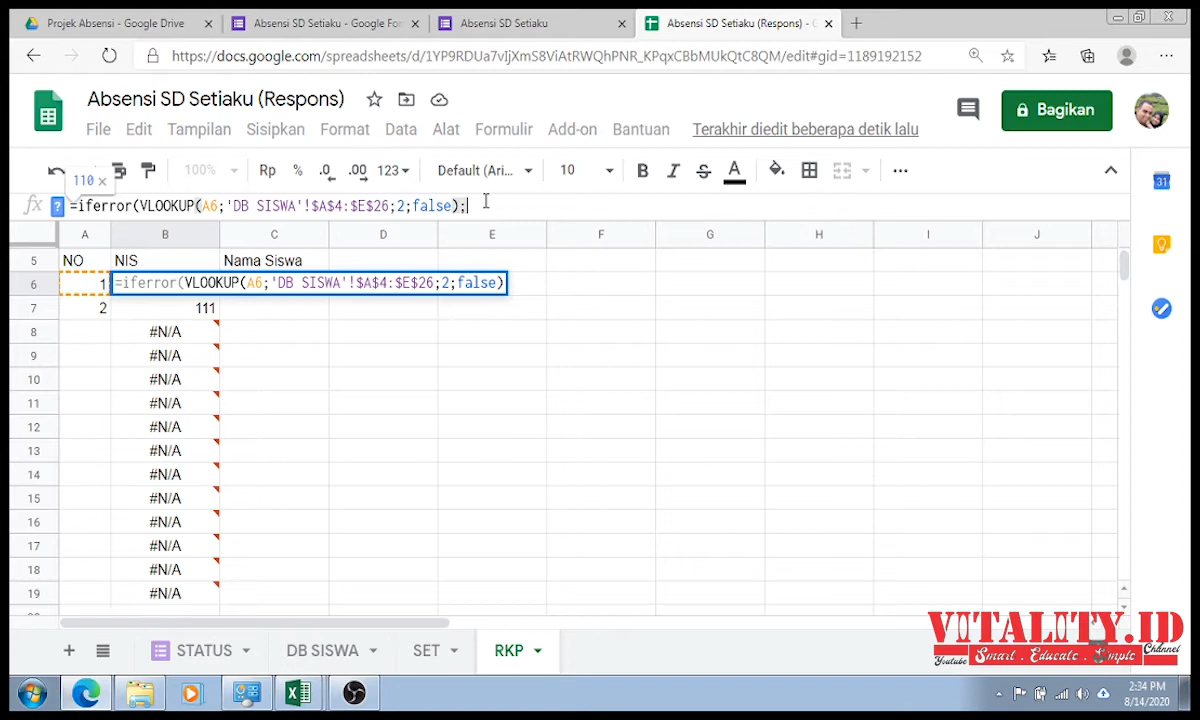 Projek Absensi - Google Drive
Absensi SD Setiaku - Google For
Absensi SD Setiaku
Absensi SD Setiaku (Respons) - G
https://docs.google.com/spreadsheets/d/1YP9RDUa7vIjXmS8ViAtRWQhPNR_KPqxCBbMUkQtC8QM/edit#gid=1189192152
Absensi SD Setiaku (Respons)
File Edit Tampilan Sisipkan Format Data Alat Formulir Add-on Bantuan Terakhir diedit beberapa detik lalu
Bagikan
100% Rp % .0 .00 123 Default (Ari... 10 B I S A
110 ×
fx ? =iferror(VLOOKUP(A6;'DB SISWA'!$A$4:$E$26;2;false);
A B C D E F G H I J
5 NO NIS Nama Siswa
6 1 =iferror(VLOOKUP(A6;'DB SISWA'!$A$4:$E$26;2;false)
7 2 111
8 #N/A
9 #N/A
10 #N/A
11 #N/A
12 #N/A
13 #N/A
14 #N/A
15 #N/A
16 #N/A
17 #N/A
18 #N/A
19 #N/A
STATUS DB SISWA SET RKP
VITALITY.ID
Youtube Smart . Educate . Simple Channel
31
2:34 PM
8/14/2020